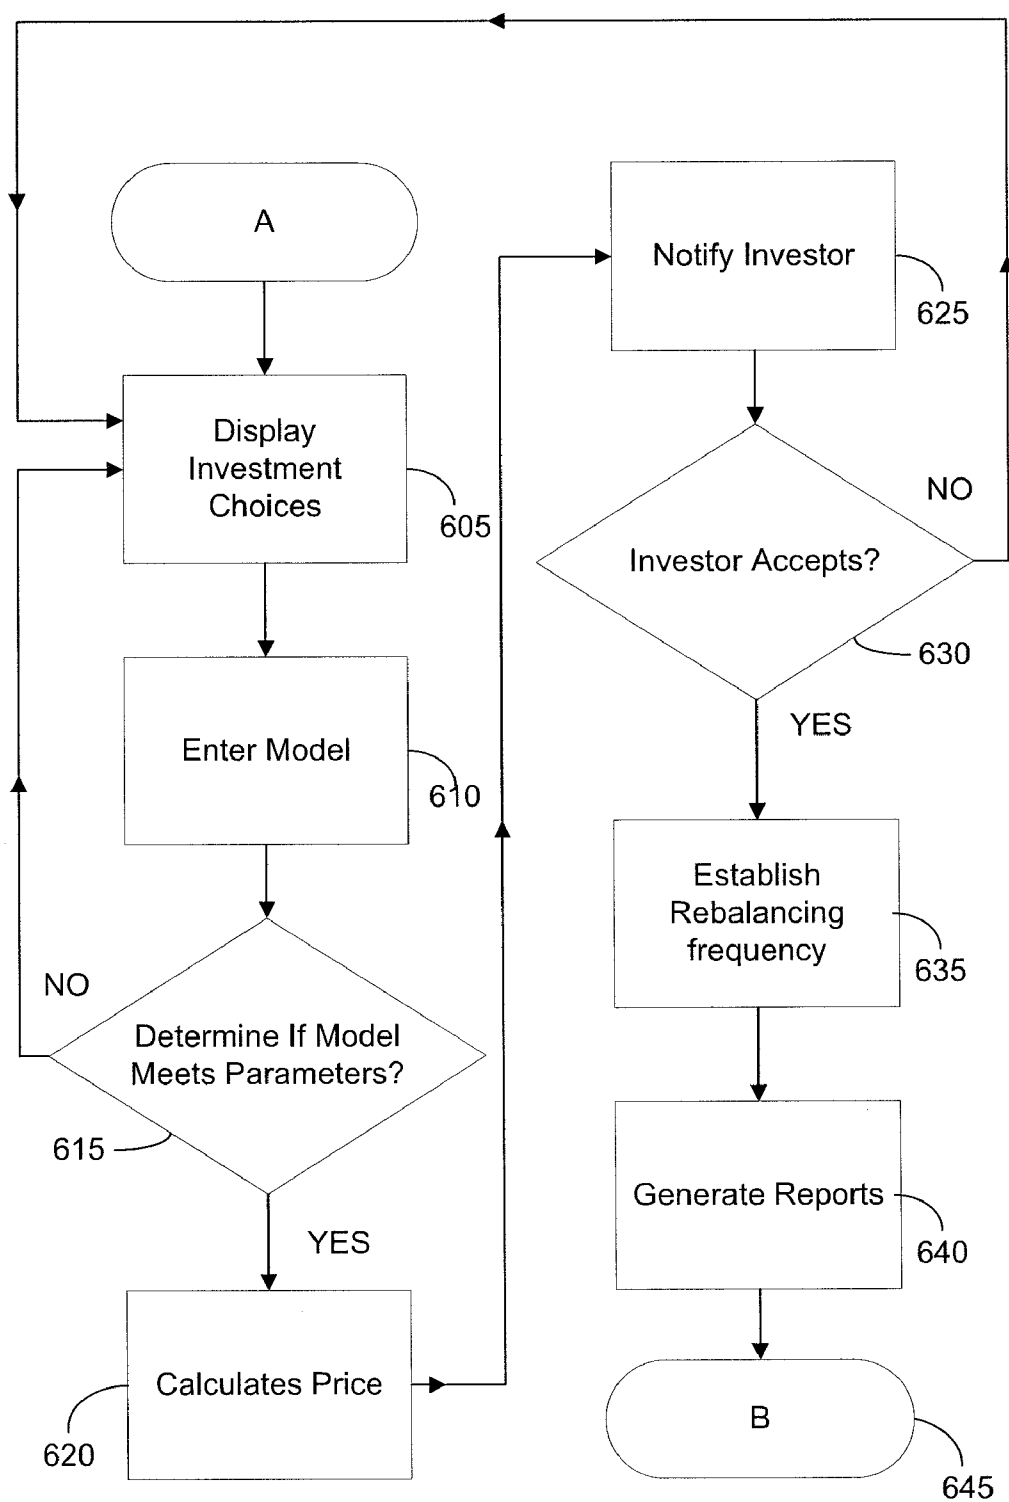 A
Display
Investment
Choices
605
Enter Model
610
NO
Determine If Model
Meets Parameters?
615
YES
Calculates Price
620
Notify Investor
625
NO
Investor Accepts?
630
YES
Establish
Rebalancing
frequency
635
Generate Reports
640
B
645